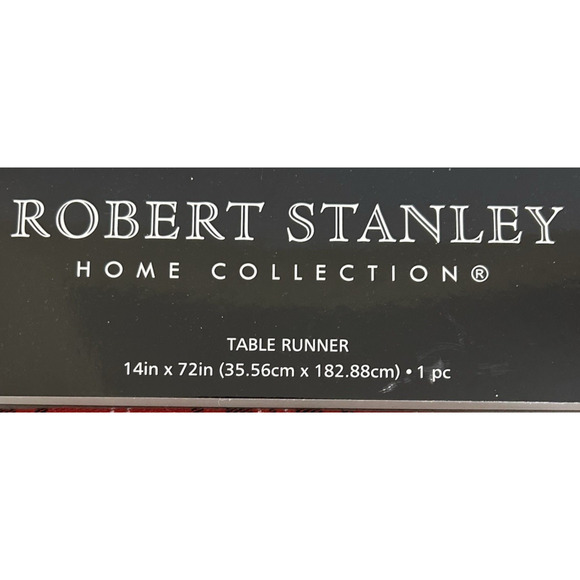 ROBERT STANLEY
HOME COLLECTION®
TABLE RUNNER
14in x 72in (35.56cm x 182.88cm) • 1 pc